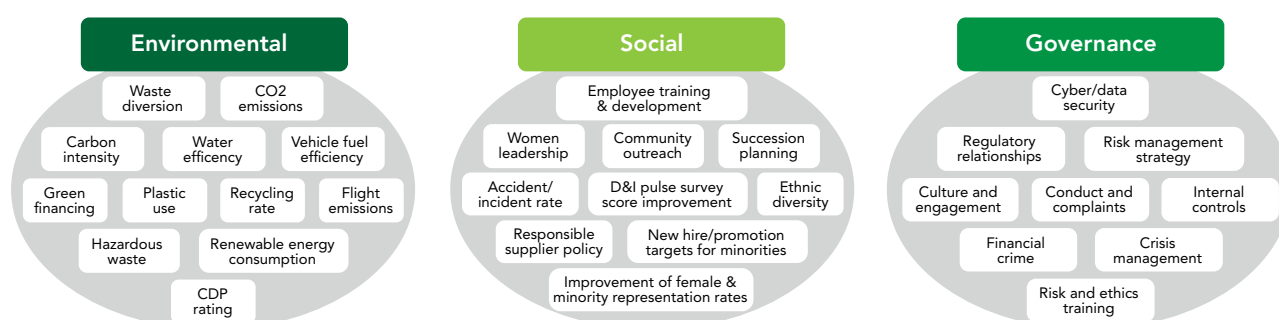 Environmental
Waste
diversion
CO2
emissions
Carbon
intensity
Water
efficency
Vehicle fuel
efficiency
Green
financing
Plastic
use
Recycling
rate
Flight
emissions
Hazardous
waste
Renewable energy
consumption
CDP
rating
Social
Employee training
& development
Women
leadership
Community
outreach
Succession
planning
Accident/
incident rate
D&I pulse survey
score improvement
Ethnic
diversity
Responsible
supplier policy
New hire/promotion
targets for minorities
Improvement of female &
minority representation rates
Governance
Cyber/data
security
Regulatory
relationships
Risk management
strategy
Culture and
engagement
Conduct and
complaints
Internal
controls
Financial
crime
Crisis
management
Risk and ethics
training